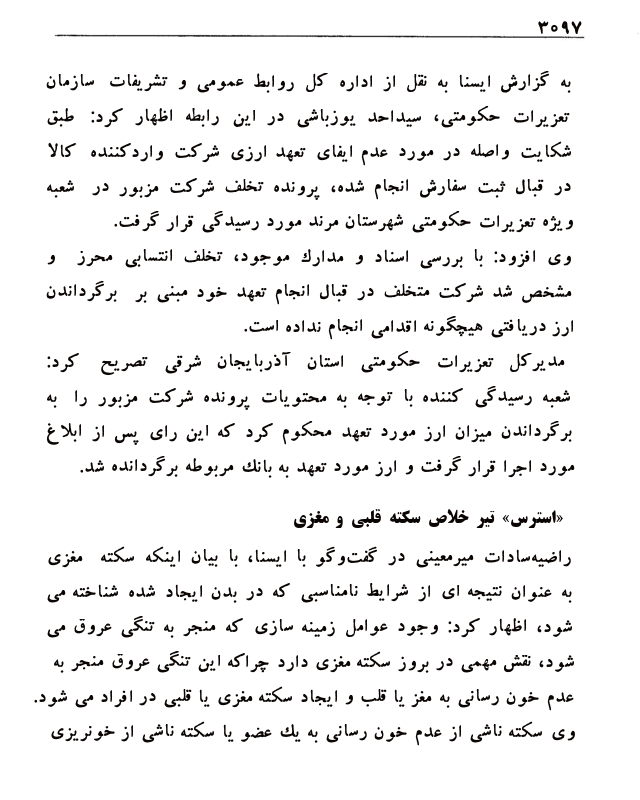 ۳۰۹۷
به گزارش ایسنا به نقل از اداره کل روابط عمومی و تشریفات سازمان
تعزیرات حکومتی، سیداحد یوزباشی در این رابطه اظهار کرد: طبق
شکایت واصله در مورد عدم ایفای تعهد ارزی شرکت واردکننده کالا
در قبال ثبت سفارش انجام شده، پرونده تخلف شرکت مزبور در شعبه
ویژه تعزیرات حکومتی شهرستان مرند مورد رسیدگی قرار گرفت.
وی افزود: با بررسی اسناد و مدارك موجود، تخلف انتسابی محرز و
مشخص شد شرکت متخلف در قبال انجام تعهد خود مبنی بر برگرداندن
ارز دریافتی هیچگونه اقدامی انجام نداده است.
مدیرکل تعزیرات حکومتی استان آذربایجان شرقی تصریح کرد:
شعبه رسیدگی کننده با توجه به محتویات پرونده شرکت مزبور را به
برگرداندن میزان ارز مورد تعهد محکوم کرد که این رای پس از ابلاغ
مورد اجرا قرار گرفت و ارز مورد تعهد به بانك مربوطه برگردانده شد.
«استرس» تیر خلاص سکته قلبی و مغزی
راضیه‌سادات میرمعینی در گفت‌وگو با ایسنا، با بیان اینکه سکته مغزی
به عنوان نتیجه ای از شرایط نامناسبی که در بدن ایجاد شده شناخته می
شود، اظهار کرد: وجود عوامل زمینه سازی که منجر به تنگی عروق می
شود، نقش مهمی در بروز سکته مغزی دارد چراکه این تنگی عروق منجر به
عدم خون رسانی به مغز یا قلب و ایجاد سکته مغزی یا قلبی در افراد می شود.
وی سکته ناشی از عدم خون رسانی به یك عضو یا سکته ناشی از خونریزی